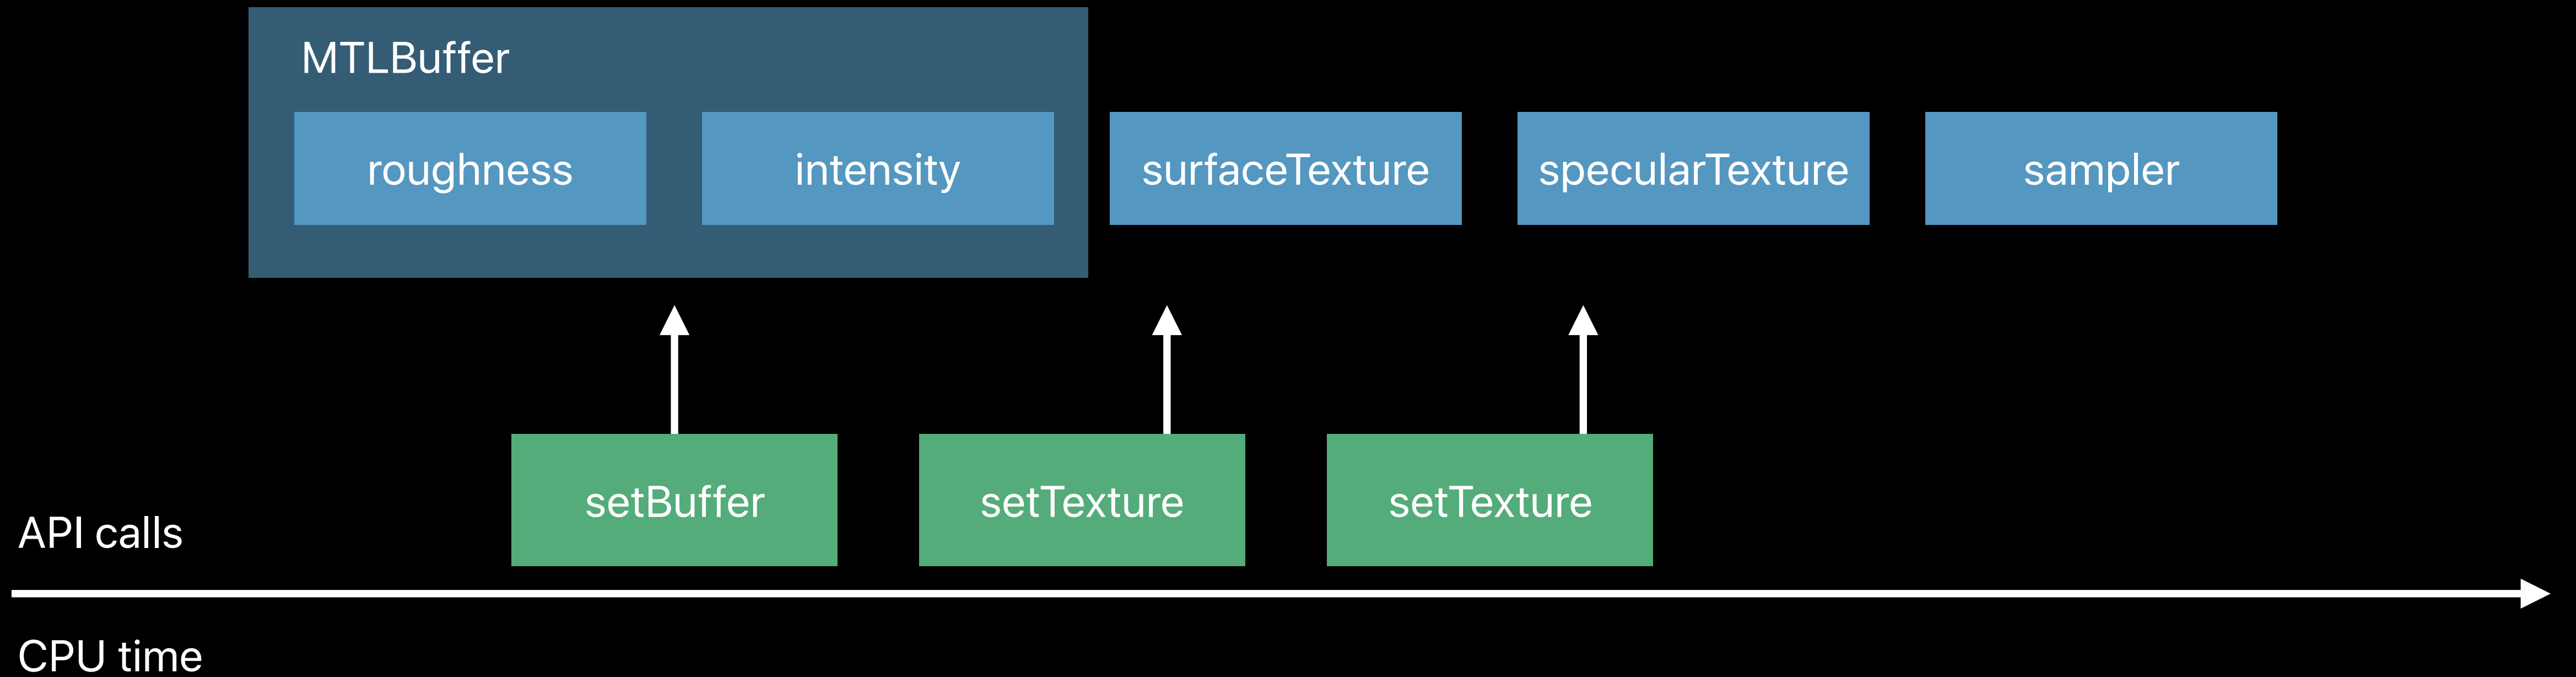 MTLBuffer
roughness
intensity
surfaceTexture
specularTexture
sampler
setBuffer
setTexture
setTexture
API calls
CPU time